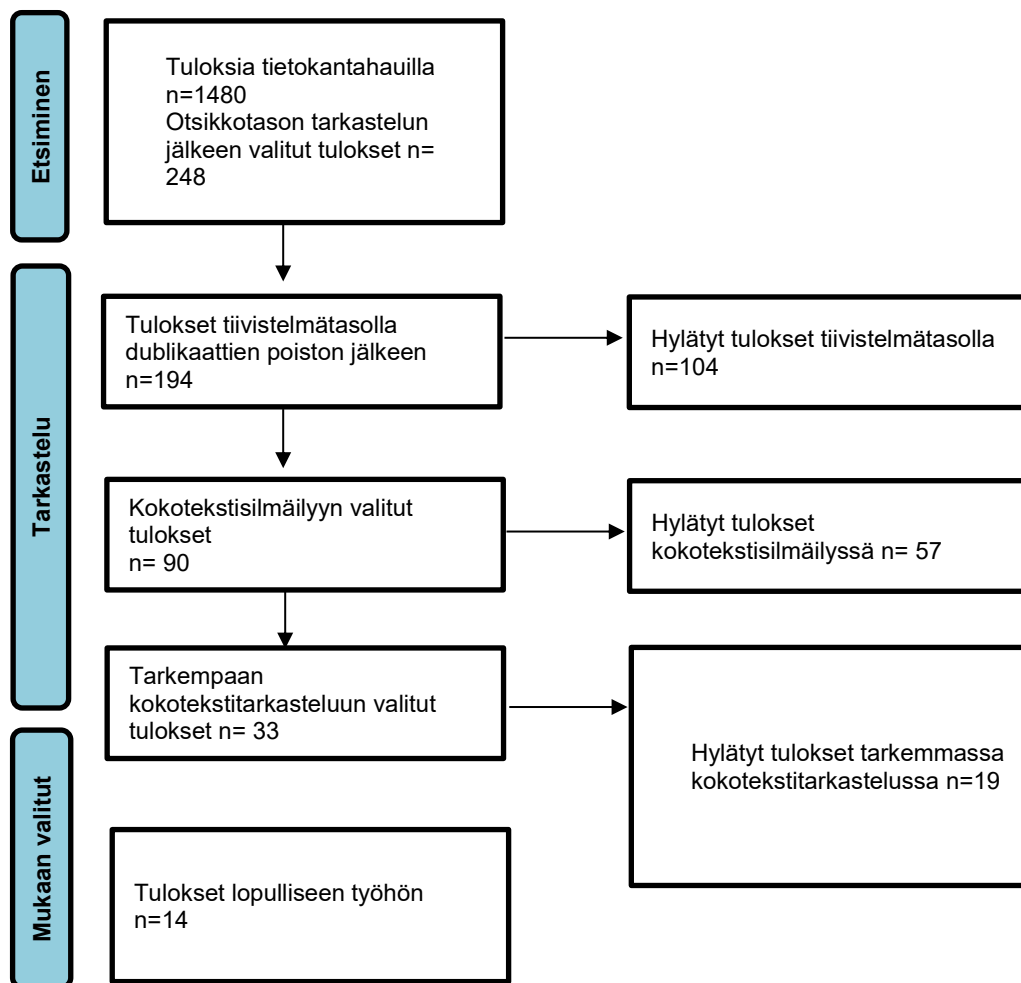 Etsiminen
Tuloksia tietokantahauilla
n=1480
Otsikkotason tarkastelun
jälkeen valitut tulokset n=
248
Tarkastelu
Tulokset tiivistelmätasolla
dublikaattien poiston jälkeen
n=194
Hylätyt tulokset tiivistelmätasolla
n=104
Kokotekstisilmäilyyn valitut
tulokset
n= 90
Hylätyt tulokset
kokotekstisilmäilyssä n= 57
Tarkempaan
kokotekstitarkasteluun valitut
tulokset n= 33
Hylätyt tulokset tarkemmassa
kokotekstitarkastelussa n=19
Mukaan valitut
Tulokset lopulliseen työhön
n=14